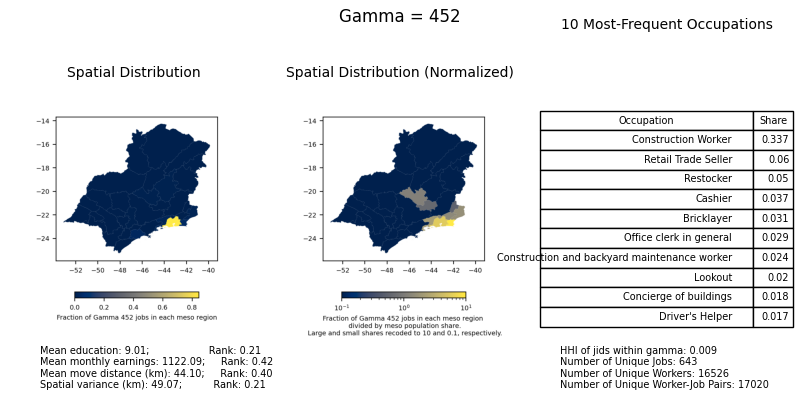 Gamma = 452
10 Most-Frequent Occupations
Spatial Distribution
Spatial Distribution (Normalized)
−14
−16
−18
−20
−22
−24
−52 −50 −48 −46 −44 −42 −40
0.0 0.2 0.4 0.6 0.8
Fraction of Gamma 452 jobs in each meso region
−14
−16
−18
−20
−22
−24
−52 −50 −48 −46 −44 −42 −40
10⁻¹ 10⁰ 10¹
Fraction of Gamma 452 jobs in each meso region
divided by meso population share.
Large and small shares recoded to 10 and 0.1, respectively.
Occupation Share
Construction Worker 0.337
Retail Trade Seller 0.06
Restocker 0.05
Cashier 0.037
Bricklayer 0.031
Office clerk in general 0.029
Construction and backyard maintenance worker 0.024
Lookout 0.02
Concierge of buildings 0.018
Driver's Helper 0.017
Mean education: 9.01; Rank: 0.21
Mean monthly earnings: 1122.09; Rank: 0.42
Mean move distance (km): 44.10; Rank: 0.40
Spatial variance (km): 49.07; Rank: 0.21
HHI of jids within gamma: 0.009
Number of Unique Jobs: 643
Number of Unique Workers: 16526
Number of Unique Worker-Job Pairs: 17020